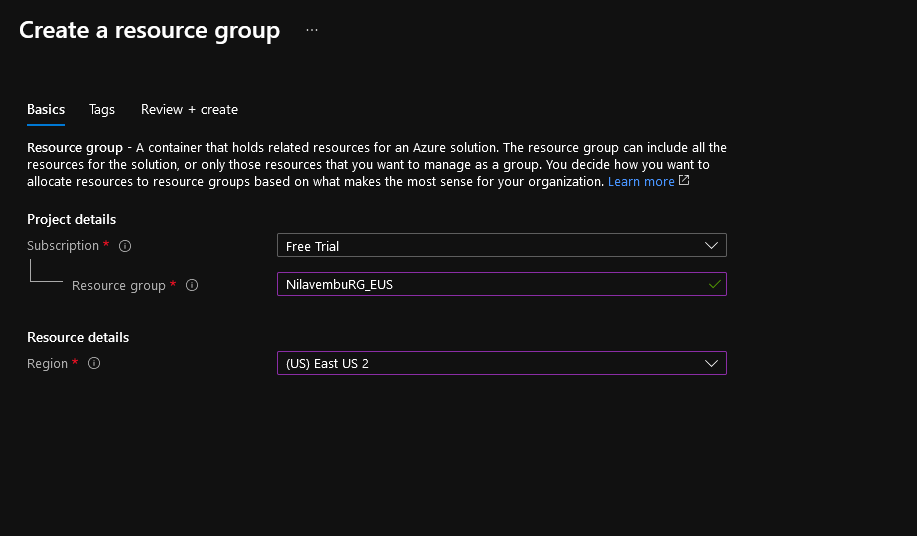 Create a resource group ...
Basics Tags Review + create
Resource group - A container that holds related resources for an Azure solution. The resource group can include all the
resources for the solution, or only those resources that you want to manage as a group. You decide how you want to
allocate resources to resource groups based on what makes the most sense for your organization. Learn more
Project details
Subscription * Free Trial
Resource group * NilavembuRG_EUS
Resource details
Region * (US) East US 2